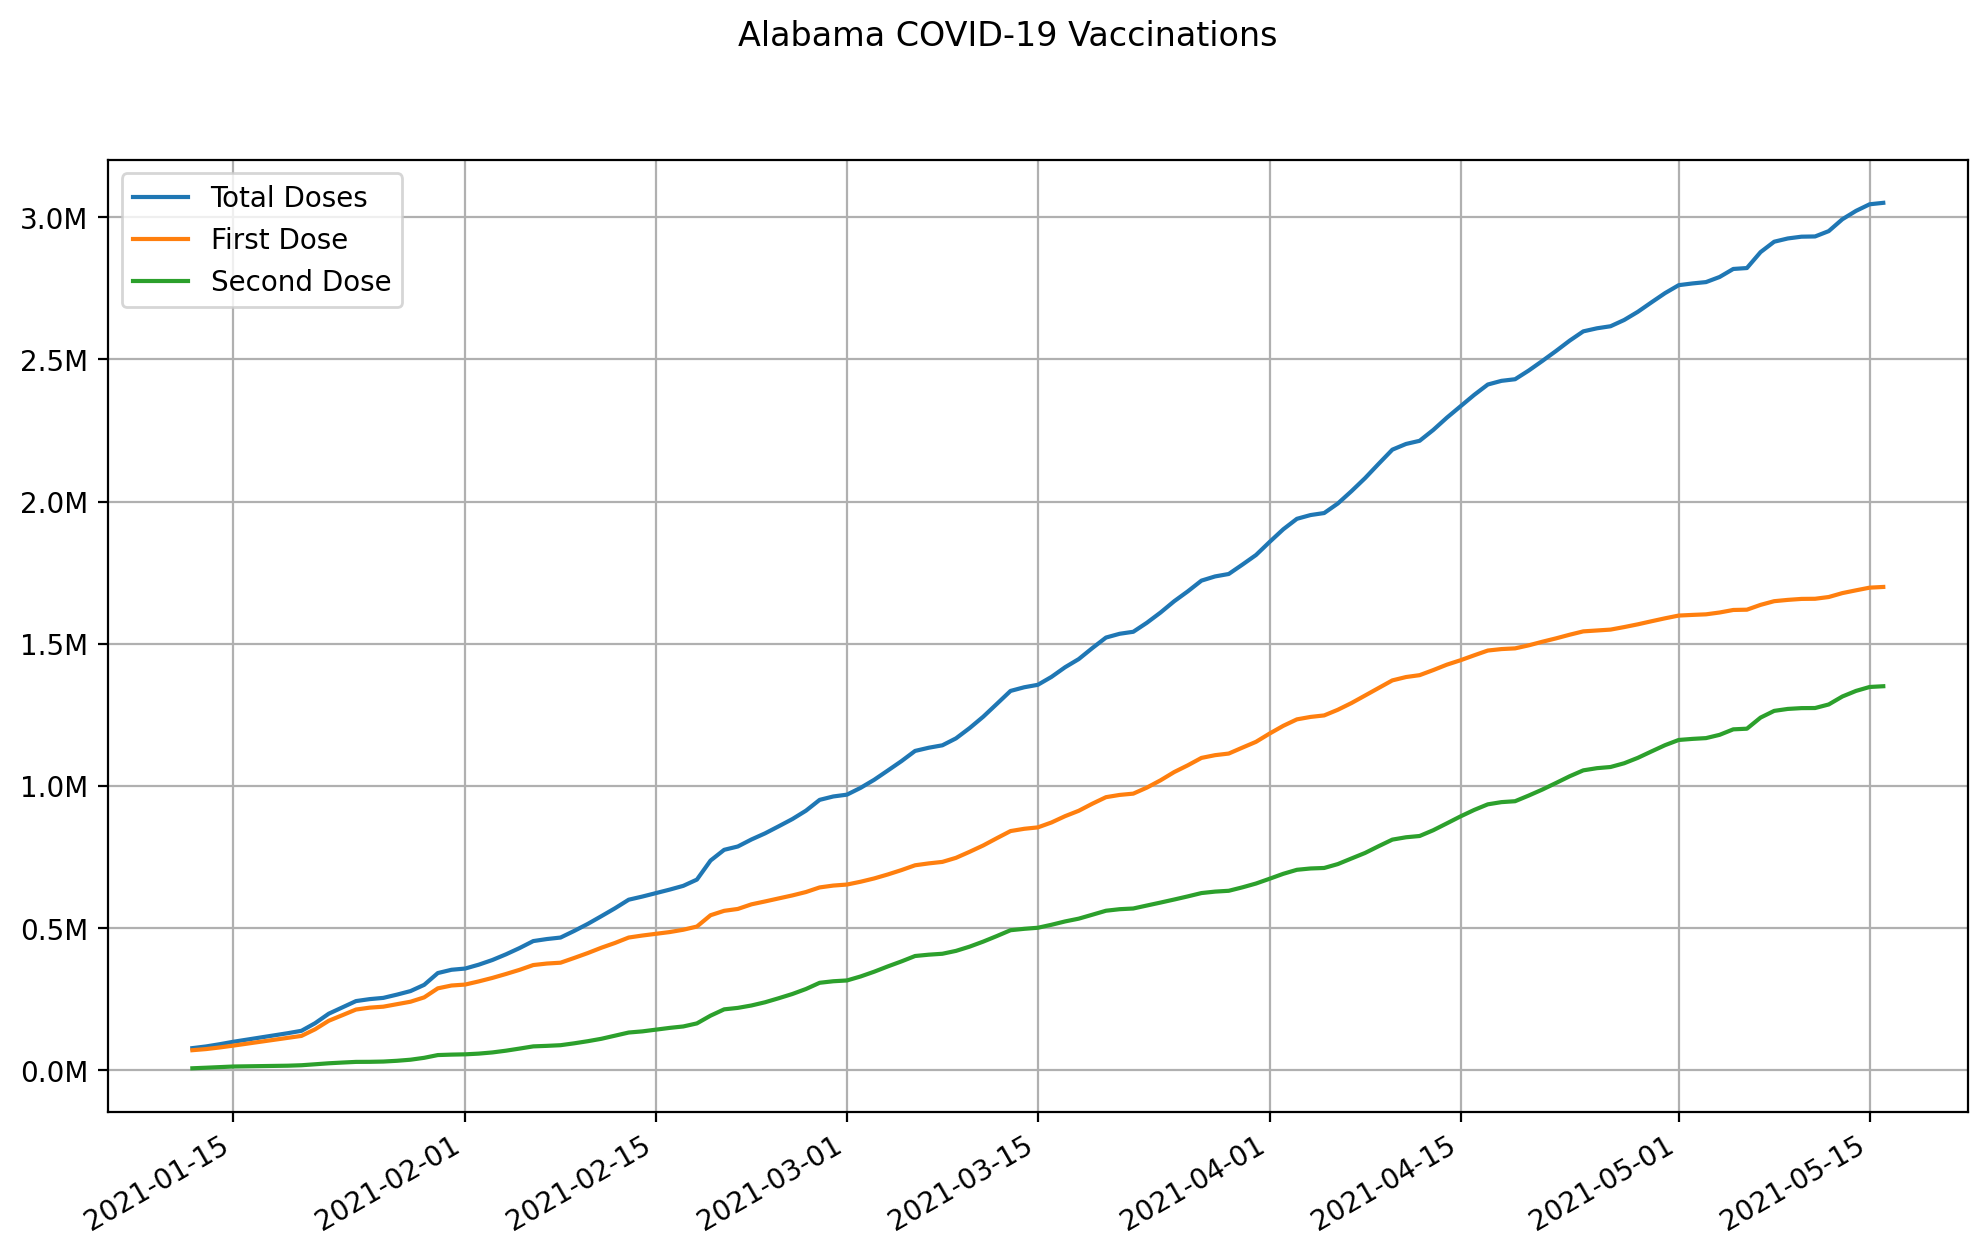 Alabama COVID-19 Vaccinations
Total Doses
First Dose
Second Dose
3.0M
2.5M
2.0M
1.5M
1.0M
0.5M
0.0M
2021-01-15
2021-02-01
2021-02-15
2021-03-01
2021-03-15
2021-04-01
2021-04-15
2021-05-01
2021-05-15